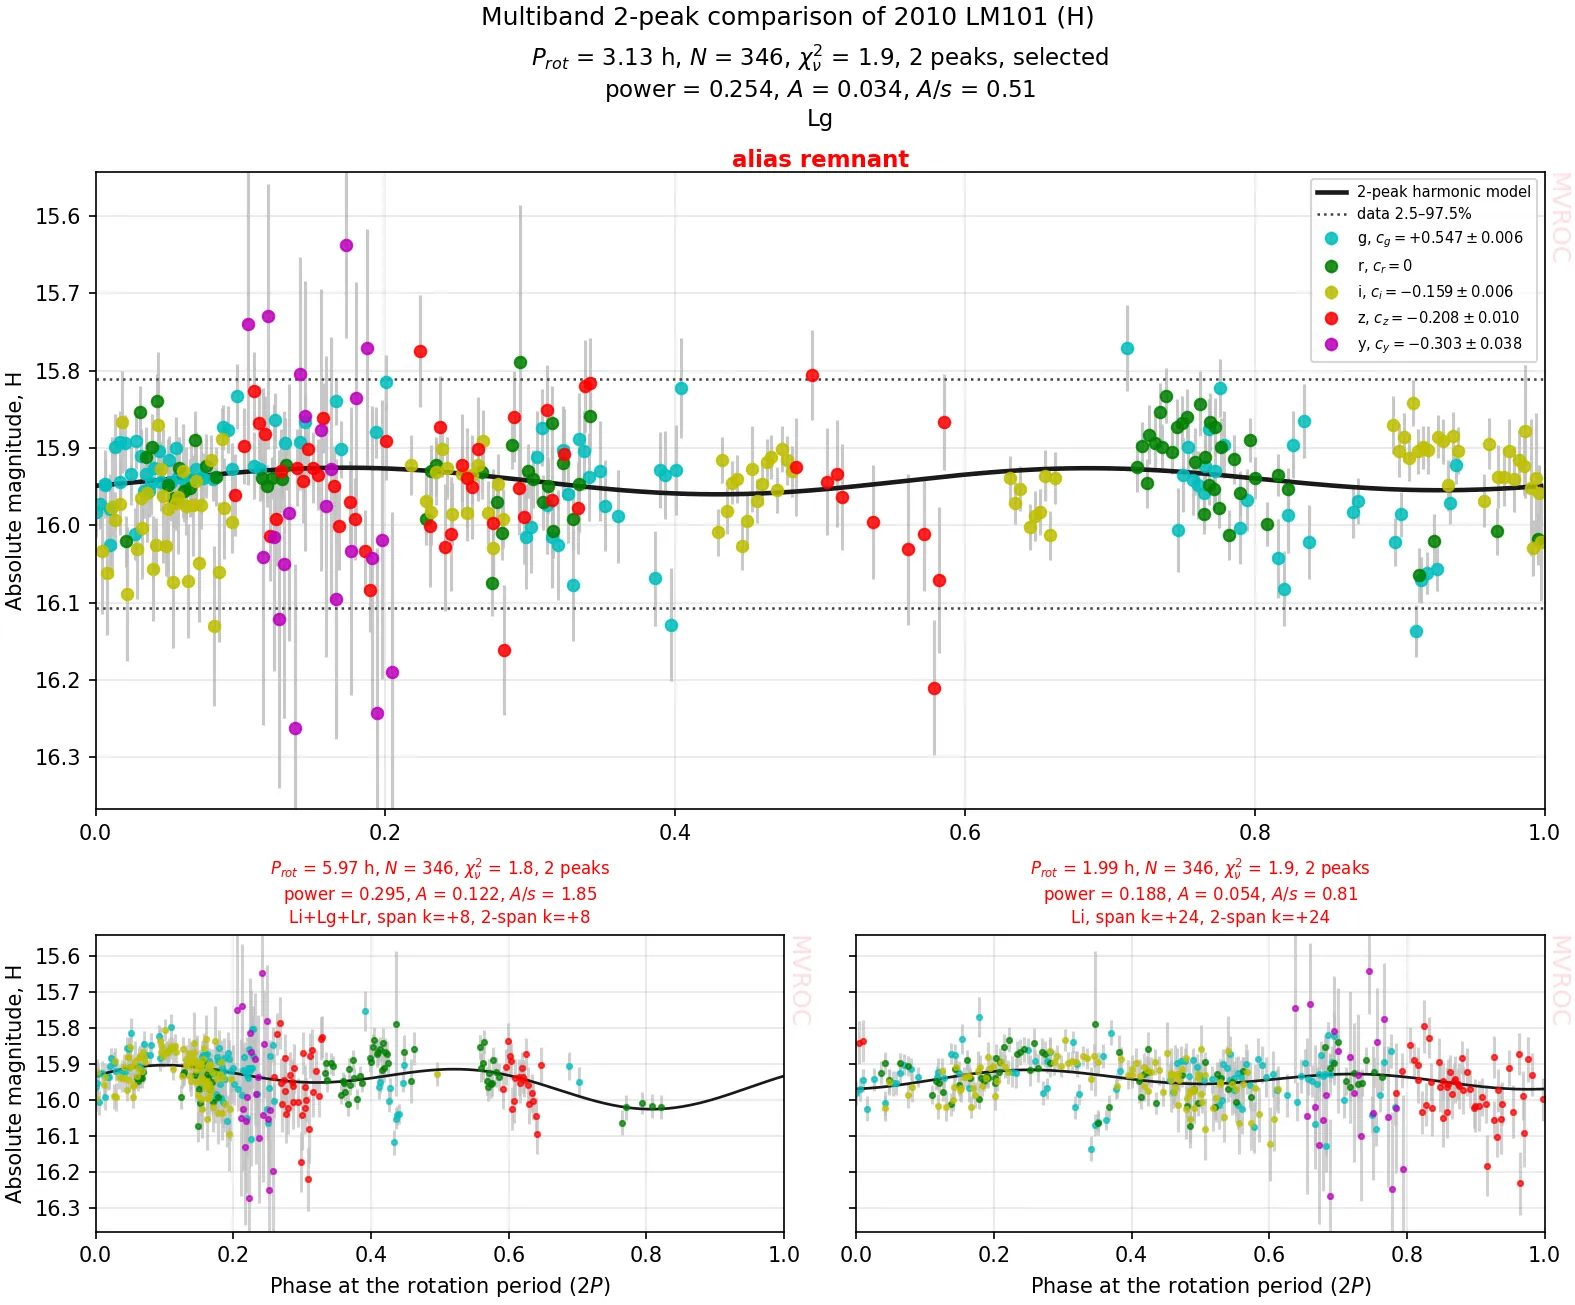 Multiband 2-peak comparison of 2010 LM101 (H)
P_rot = 3.13 h, N = 346, χ²_ν = 1.9, 2 peaks, selected
power = 0.254, A = 0.034, A/s = 0.51
Lg
alias remnant
2-peak harmonic model
data 2.5–97.5%
g, c_g = +0.547 ± 0.006
r, c_r = 0
i, c_i = −0.159 ± 0.006
z, c_z = −0.208 ± 0.010
y, c_y = −0.303 ± 0.038
MVROC
Absolute magnitude, H
15.6
15.7
15.8
15.9
16.0
16.1
16.2
16.3
0.0 0.2 0.4 0.6 0.8 1.0
P_rot = 5.97 h, N = 346, χ²_ν = 1.8, 2 peaks
power = 0.295, A = 0.122, A/s = 1.85
Li+Lg+Lr, span k=+8, 2-span k=+8
MVROC
Absolute magnitude, H
15.6
15.7
15.8
15.9
16.0
16.1
16.2
16.3
0.0 0.2 0.4 0.6 0.8 1.0
Phase at the rotation period (2P)
P_rot = 1.99 h, N = 346, χ²_ν = 1.9, 2 peaks
power = 0.188, A = 0.054, A/s = 0.81
Li, span k=+24, 2-span k=+24
MVROC
0.0 0.2 0.4 0.6 0.8 1.0
Phase at the rotation period (2P)